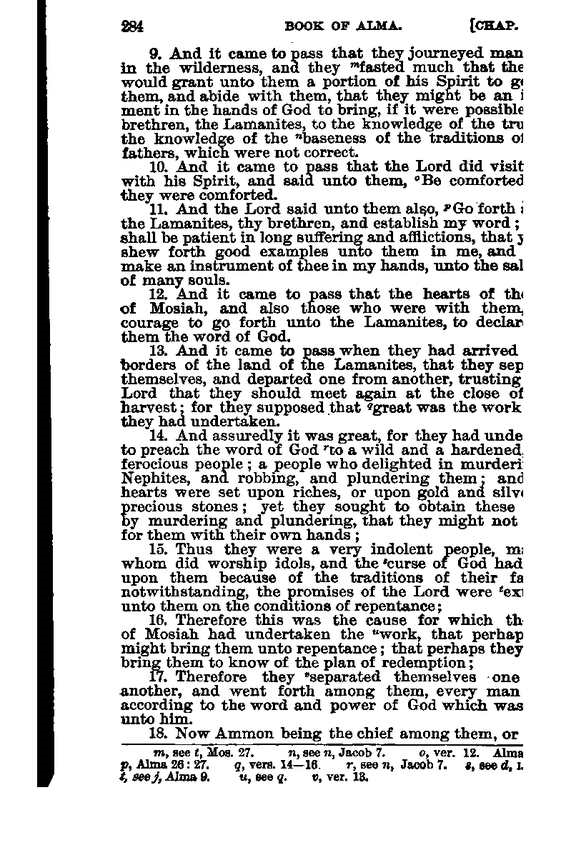 284 BOOK OF ALMA. [CHAP.
9. And it came to pass that they journeyed man
in the wilderness, and they ᵐfasted much that the
would grant unto them a portion of his Spirit to g
them, and abide with them, that they might be an i
ment in the hands of God to bring, if it were possible
brethren, the Lamanites, to the knowledge of the tru
the knowledge of the ⁿbaseness of the traditions of
fathers, which were not correct.
10. And it came to pass that the Lord did visit
with his Spirit, and said unto them, ᵒBe comforted
they were comforted.
11. And the Lord said unto them also, ᵖGo forth
the Lamanites, thy brethren, and establish my word ;
shall be patient in long suffering and afflictions, that y
shew forth good examples unto them in me, and
make an instrument of thee in my hands, unto the sal
of many souls.
12. And it came to pass that the hearts of the
of Mosiah, and also those who were with them,
courage to go forth unto the Lamanites, to declar
them the word of God.
13. And it came to pass when they had arrived
borders of the land of the Lamanites, that they sep
themselves, and departed one from another, trusting
Lord that they should meet again at the close of
harvest ; for they supposed that qgreat was the work
they had undertaken.
14. And assuredly it was great, for they had unde
to preach the word of God ʳto a wild and a hardened
ferocious people ; a people who delighted in murderi
Nephites, and robbing, and plundering them ; and
hearts were set upon riches, or upon gold and silve
precious stones ; yet they sought to obtain these
by murdering and plundering, that they might not
for them with their own hands ;
15. Thus they were a very indolent people, m
whom did worship idols, and the ˢcurse of God had
upon them because of the traditions of their fa
notwithstanding, the promises of the Lord were ᵗex
unto them on the conditions of repentance ;
16. Therefore this was the cause for which th
of Mosiah had undertaken the ᵘwork, that perhap
might bring them unto repentance ; that perhaps they
bring them to know of the plan of redemption ;
17. Therefore they ᵛseparated themselves one
another, and went forth among them, every man
according to the word and power of God which was
unto him.
18. Now Ammon being the chief among them, or
m, see t, Mos. 27. n, see n, Jacob 7. o, ver. 12. Alma
p, Alma 26 : 27. q, vers. 14—16. r, see n, Jacob 7. s, see d, 1.
t, see j, Alma 9. u, see q. v, ver. 13.